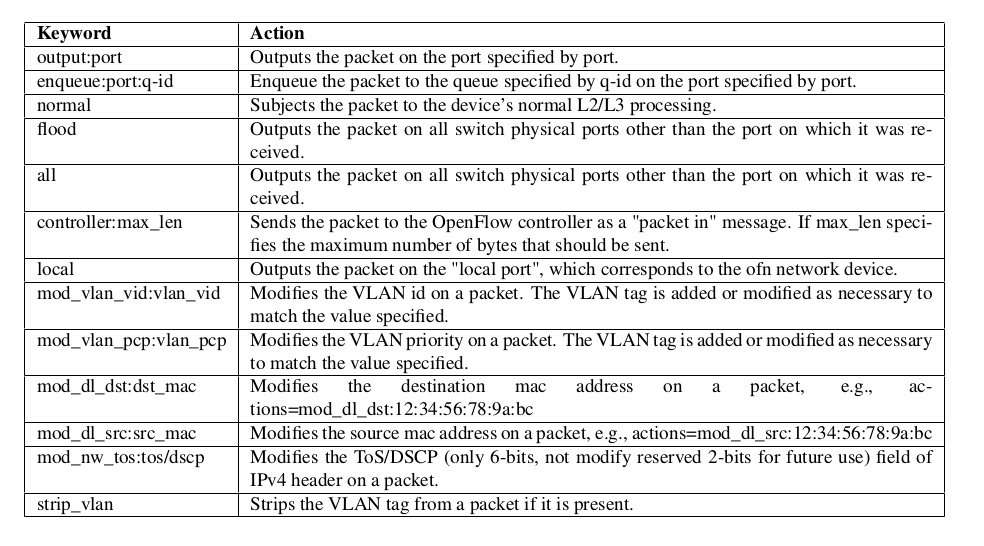 Keyword Action
output:port Outputs the packet on the port specified by port.
enqueue:port:q-id Enqueue the packet to the queue specified by q-id on the port specified by port.
normal Subjects the packet to the device's normal L2/L3 processing.
flood Outputs the packet on all switch physical ports other than the port on which it was re-
ceived.
all Outputs the packet on all switch physical ports other than the port on which it was re-
ceived.
controller:max_len Sends the packet to the OpenFlow controller as a "packet in" message. If max_len speci-
fies the maximum number of bytes that should be sent.
local Outputs the packet on the "local port", which corresponds to the ofn network device.
mod_vlan_vid:vlan_vid Modifies the VLAN id on a packet. The VLAN tag is added or modified as necessary to
match the value specified.
mod_vlan_pcp:vlan_pcp Modifies the VLAN priority on a packet. The VLAN tag is added or modified as necessary
to match the value specified.
mod_dl_dst:dst_mac Modifies the destination mac address on a packet, e.g., ac-
tions=mod_dl_dst:12:34:56:78:9a:bc
mod_dl_src:src_mac Modifies the source mac address on a packet, e.g., actions=mod_dl_src:12:34:56:78:9a:bc
mod_nw_tos:tos/dscp Modifies the ToS/DSCP (only 6-bits, not modify reserved 2-bits for future use) field of
IPv4 header on a packet.
strip_vlan Strips the VLAN tag from a packet if it is present.